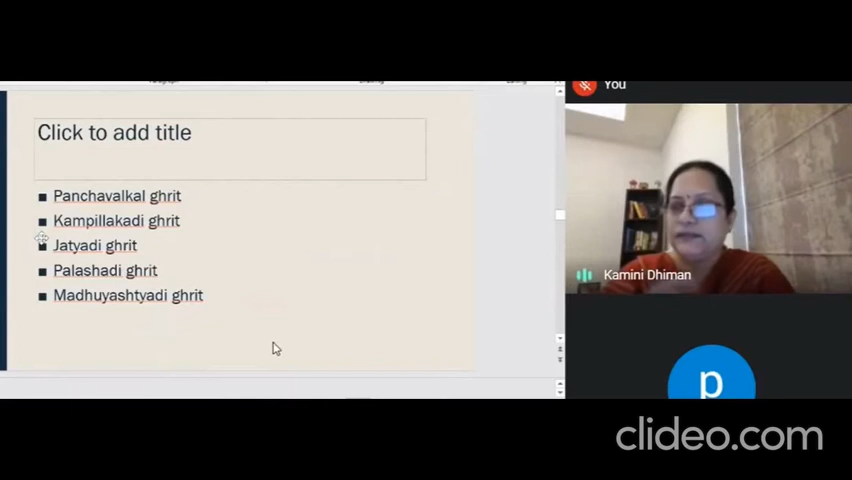 You
Click to add title
Panchavalkal ghrit
Kampillakadi ghrit
Jatyadi ghrit
Palashadi ghrit
Madhuyashtyadi ghrit
Kamini Dhiman
p
clideo.com